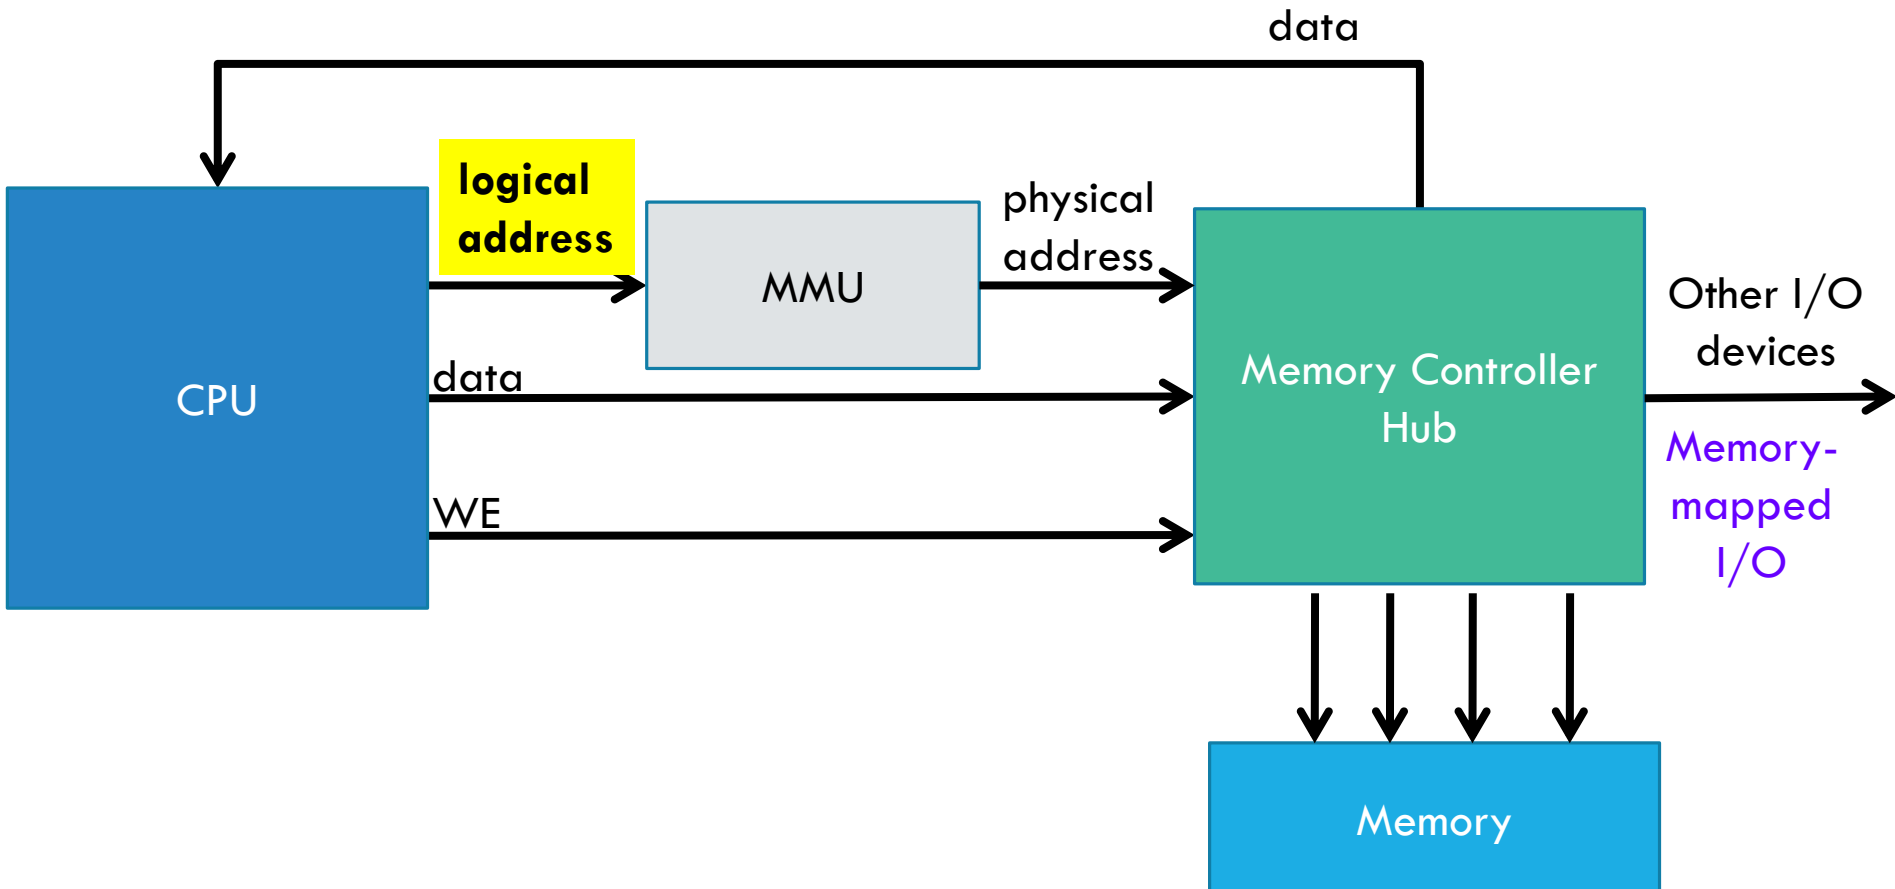 data
logical
address
physical
address
MMU
CPU
data
WE
Memory Controller
Hub
Other I/O
devices
Memory-
mapped
I/O
Memory